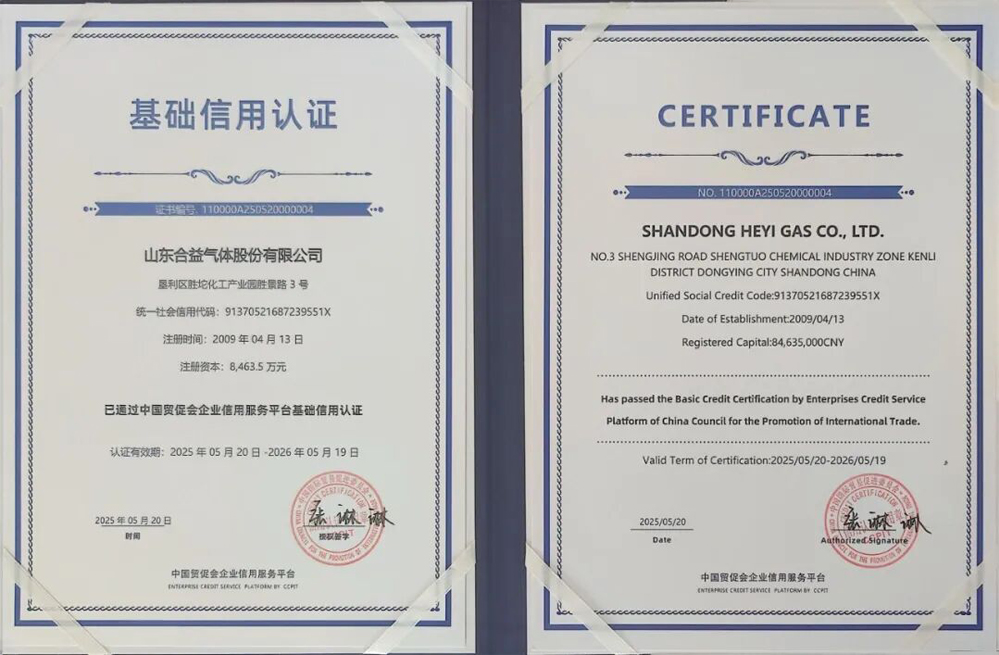 基础信用认证
证书编号. 110000A250520000004
山东合益气体股份有限公司
垦利区胜坨化工产业园胜景路 3 号
统一社会信用代码：91370521687239551X
注册时间：2009 年 04 月 13 日
注册资本：8,463.5 万元
已通过中国贸促会企业信用服务平台基础信用认证
认证有效期：2025 年 05 月 20 日 -2026 年 05 月 19 日
2025 年 05 月 20 日
时间
授权签字
中国贸促会企业信用服务平台
ENTERPRISE CREDIT SERVICE PLATFORM BY CCPIT
CERTIFICATE
NO. 110000A250520000004
SHANDONG HEYI GAS CO., LTD.
NO.3 SHENGJING ROAD SHENGTUO CHEMICAL INDUSTRY ZONE KENLI
DISTRICT DONGYING CITY SHANDONG CHINA
Unified Social Credit Code:91370521687239551X
Date of Establishment:2009/04/13
Registered Capital:84,635,000CNY
Has passed the Basic Credit Certification by Enterprises Credit Service
Platform of China Council for the Promotion of International Trade.
Valid Term of Certification:2025/05/20-2026/05/19
2025/05/20
Date
Authorized Signature
中国贸促会企业信用服务平台
ENTERPRISE CREDIT SERVICE PLATFORM BY CCPIT